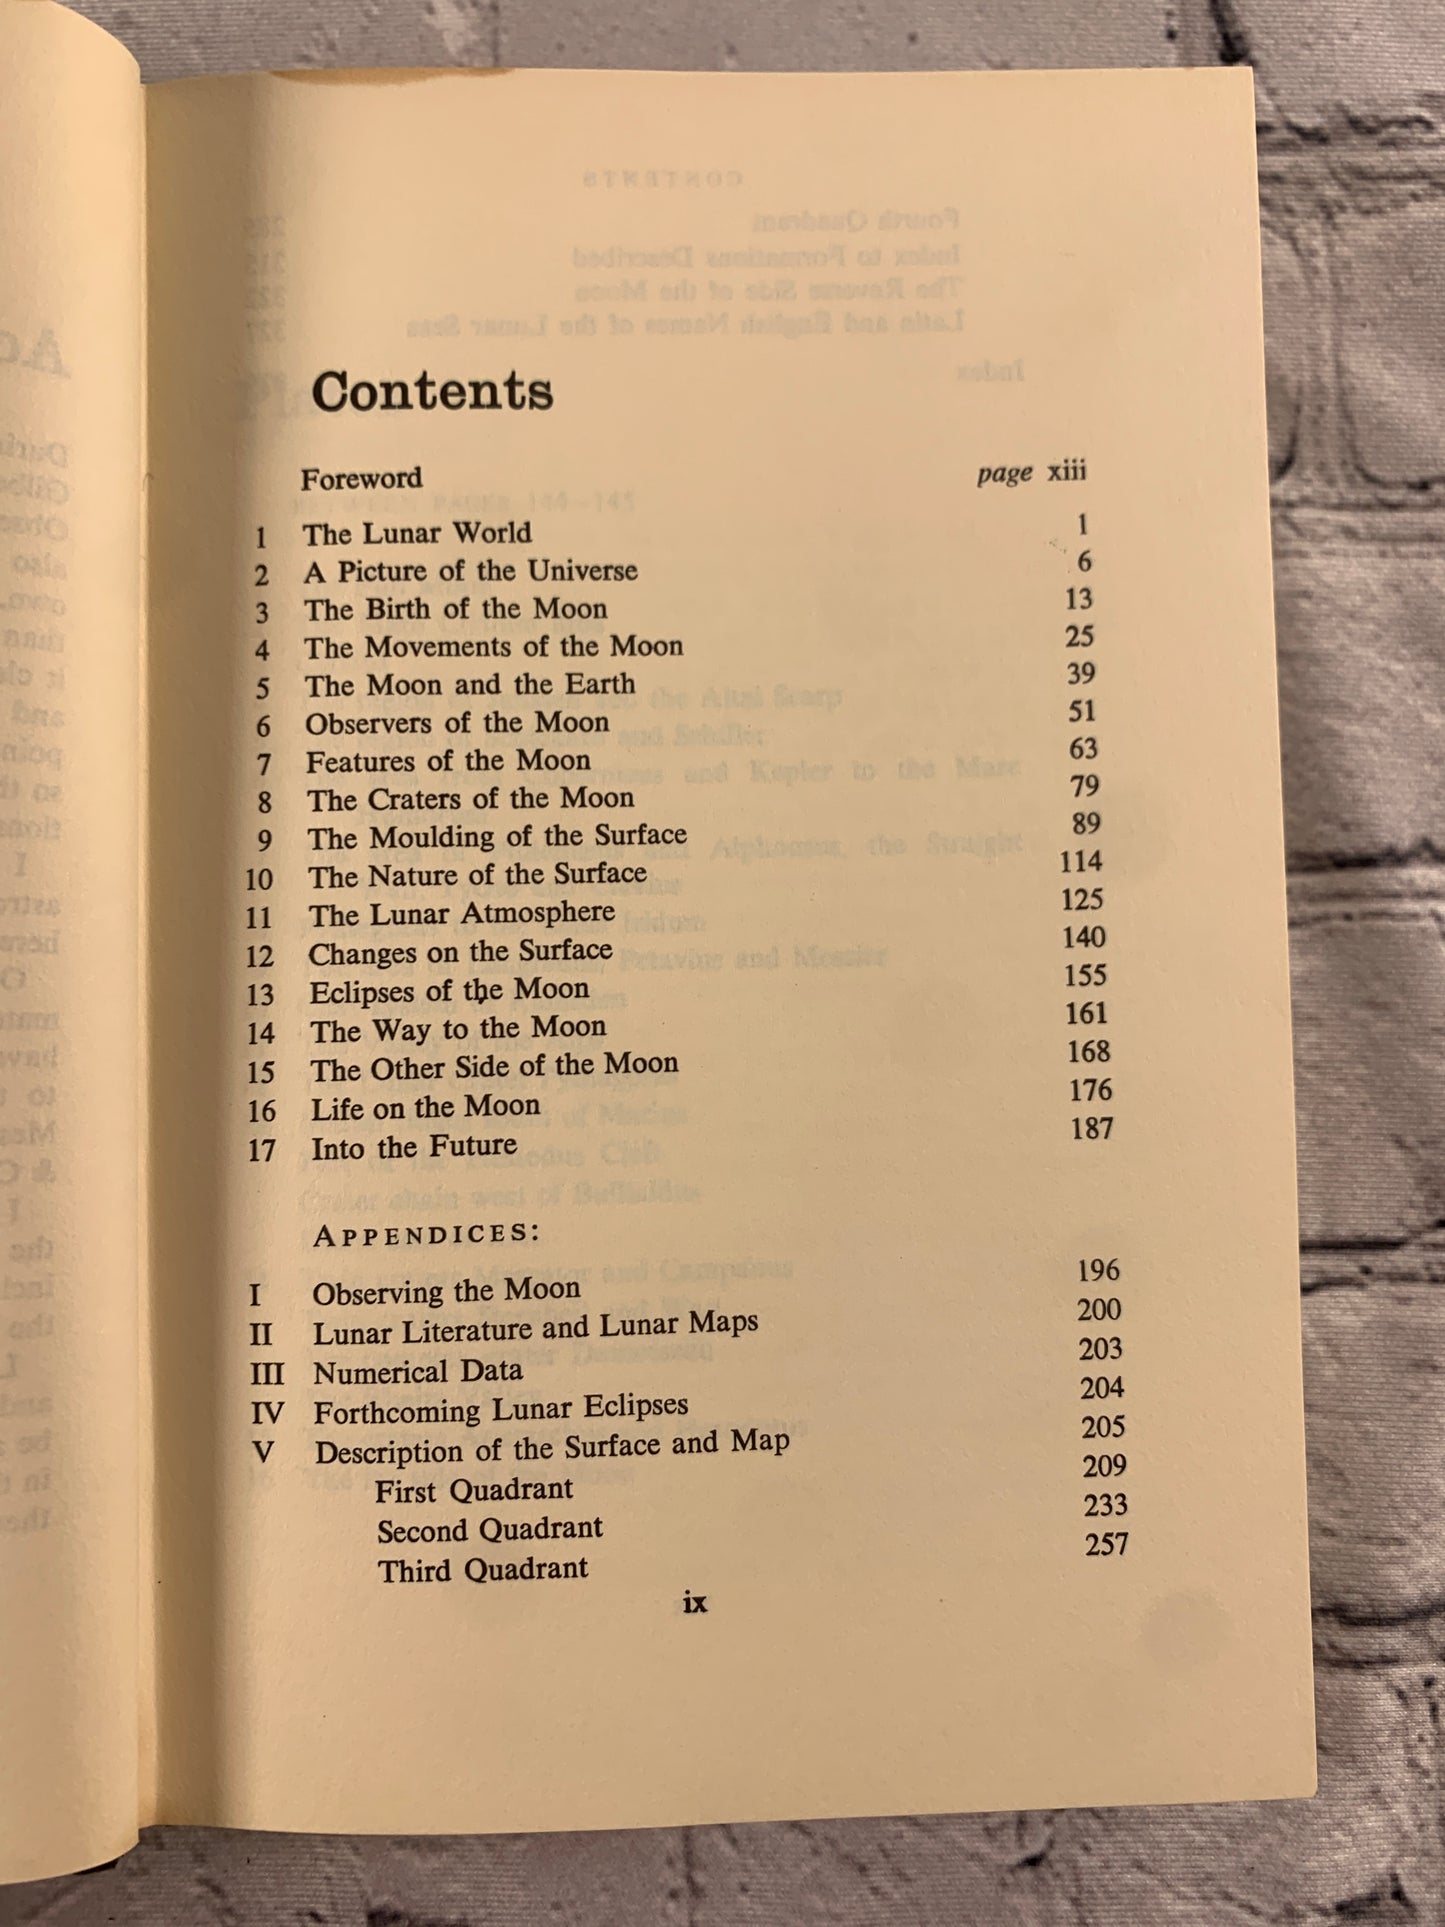 Contents
Foreword page xiii
1 The Lunar World 1
2 A Picture of the Universe 6
3 The Birth of the Moon 13
4 The Movements of the Moon 25
5 The Moon and the Earth 39
6 Observers of the Moon 51
7 Features of the Moon 63
8 The Craters of the Moon 79
9 The Moulding of the Surface 89
10 The Nature of the Surface 114
11 The Lunar Atmosphere 125
12 Changes on the Surface 140
13 Eclipses of the Moon 155
14 The Way to the Moon 161
15 The Other Side of the Moon 168
16 Life on the Moon 176
17 Into the Future 187
APPENDICES:
I Observing the Moon 196
II Lunar Literature and Lunar Maps 200
III Numerical Data 203
IV Forthcoming Lunar Eclipses 204
V Description of the Surface and Map 205
First Quadrant 209
Second Quadrant 233
Third Quadrant 257
ix